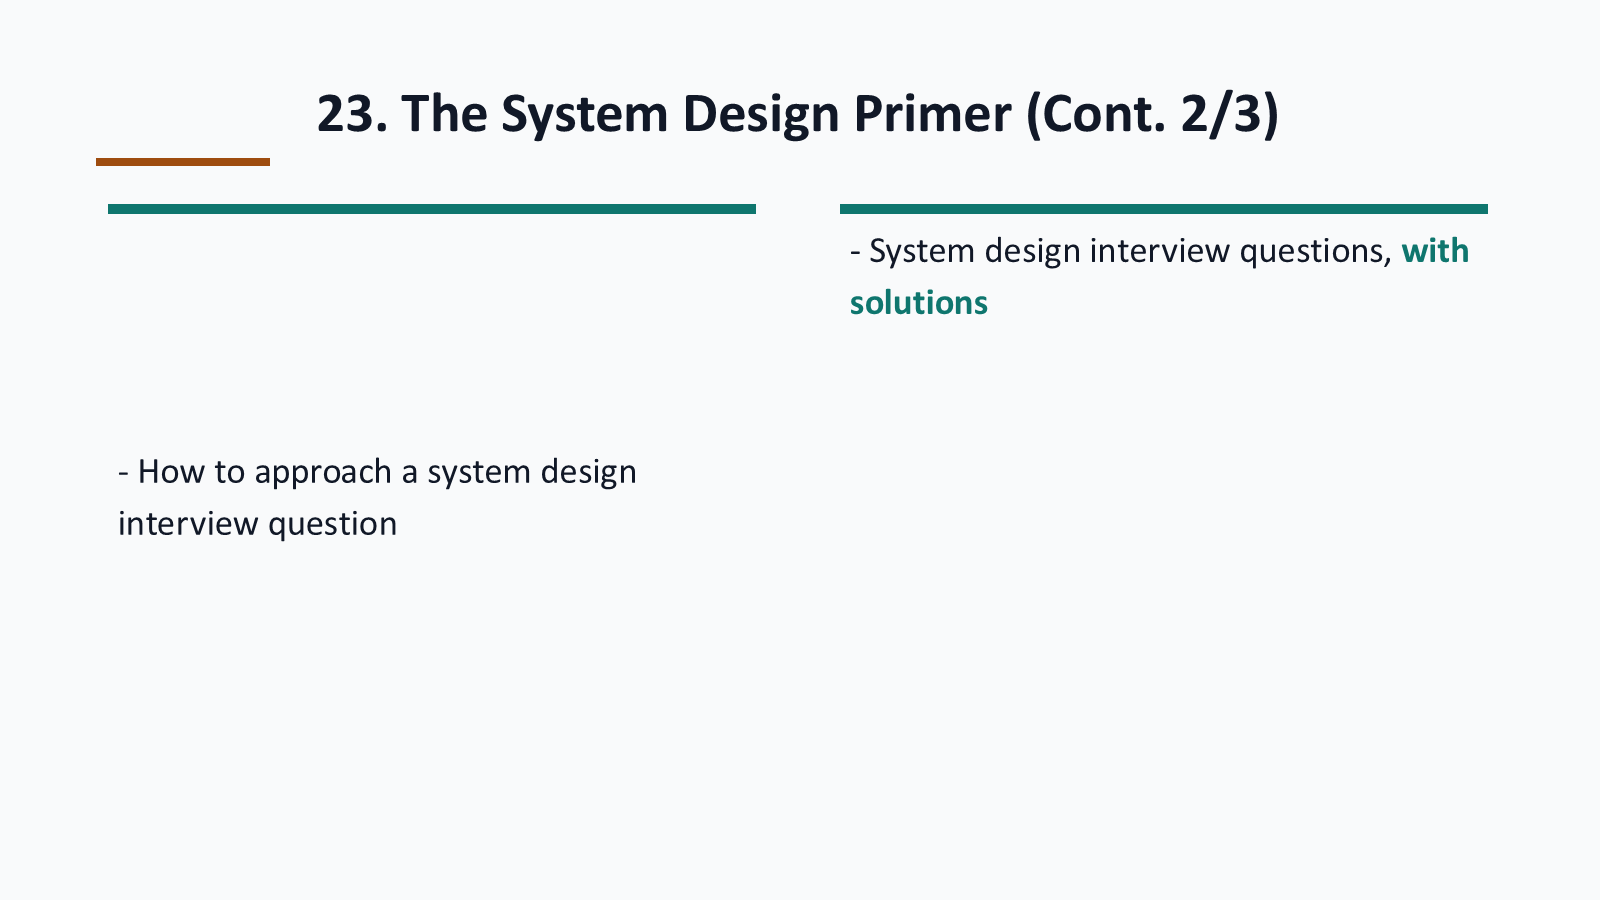 23. The System Design Primer (Cont. 2/3)
- How to approach a system design
interview question
- System design interview questions, with
solutions